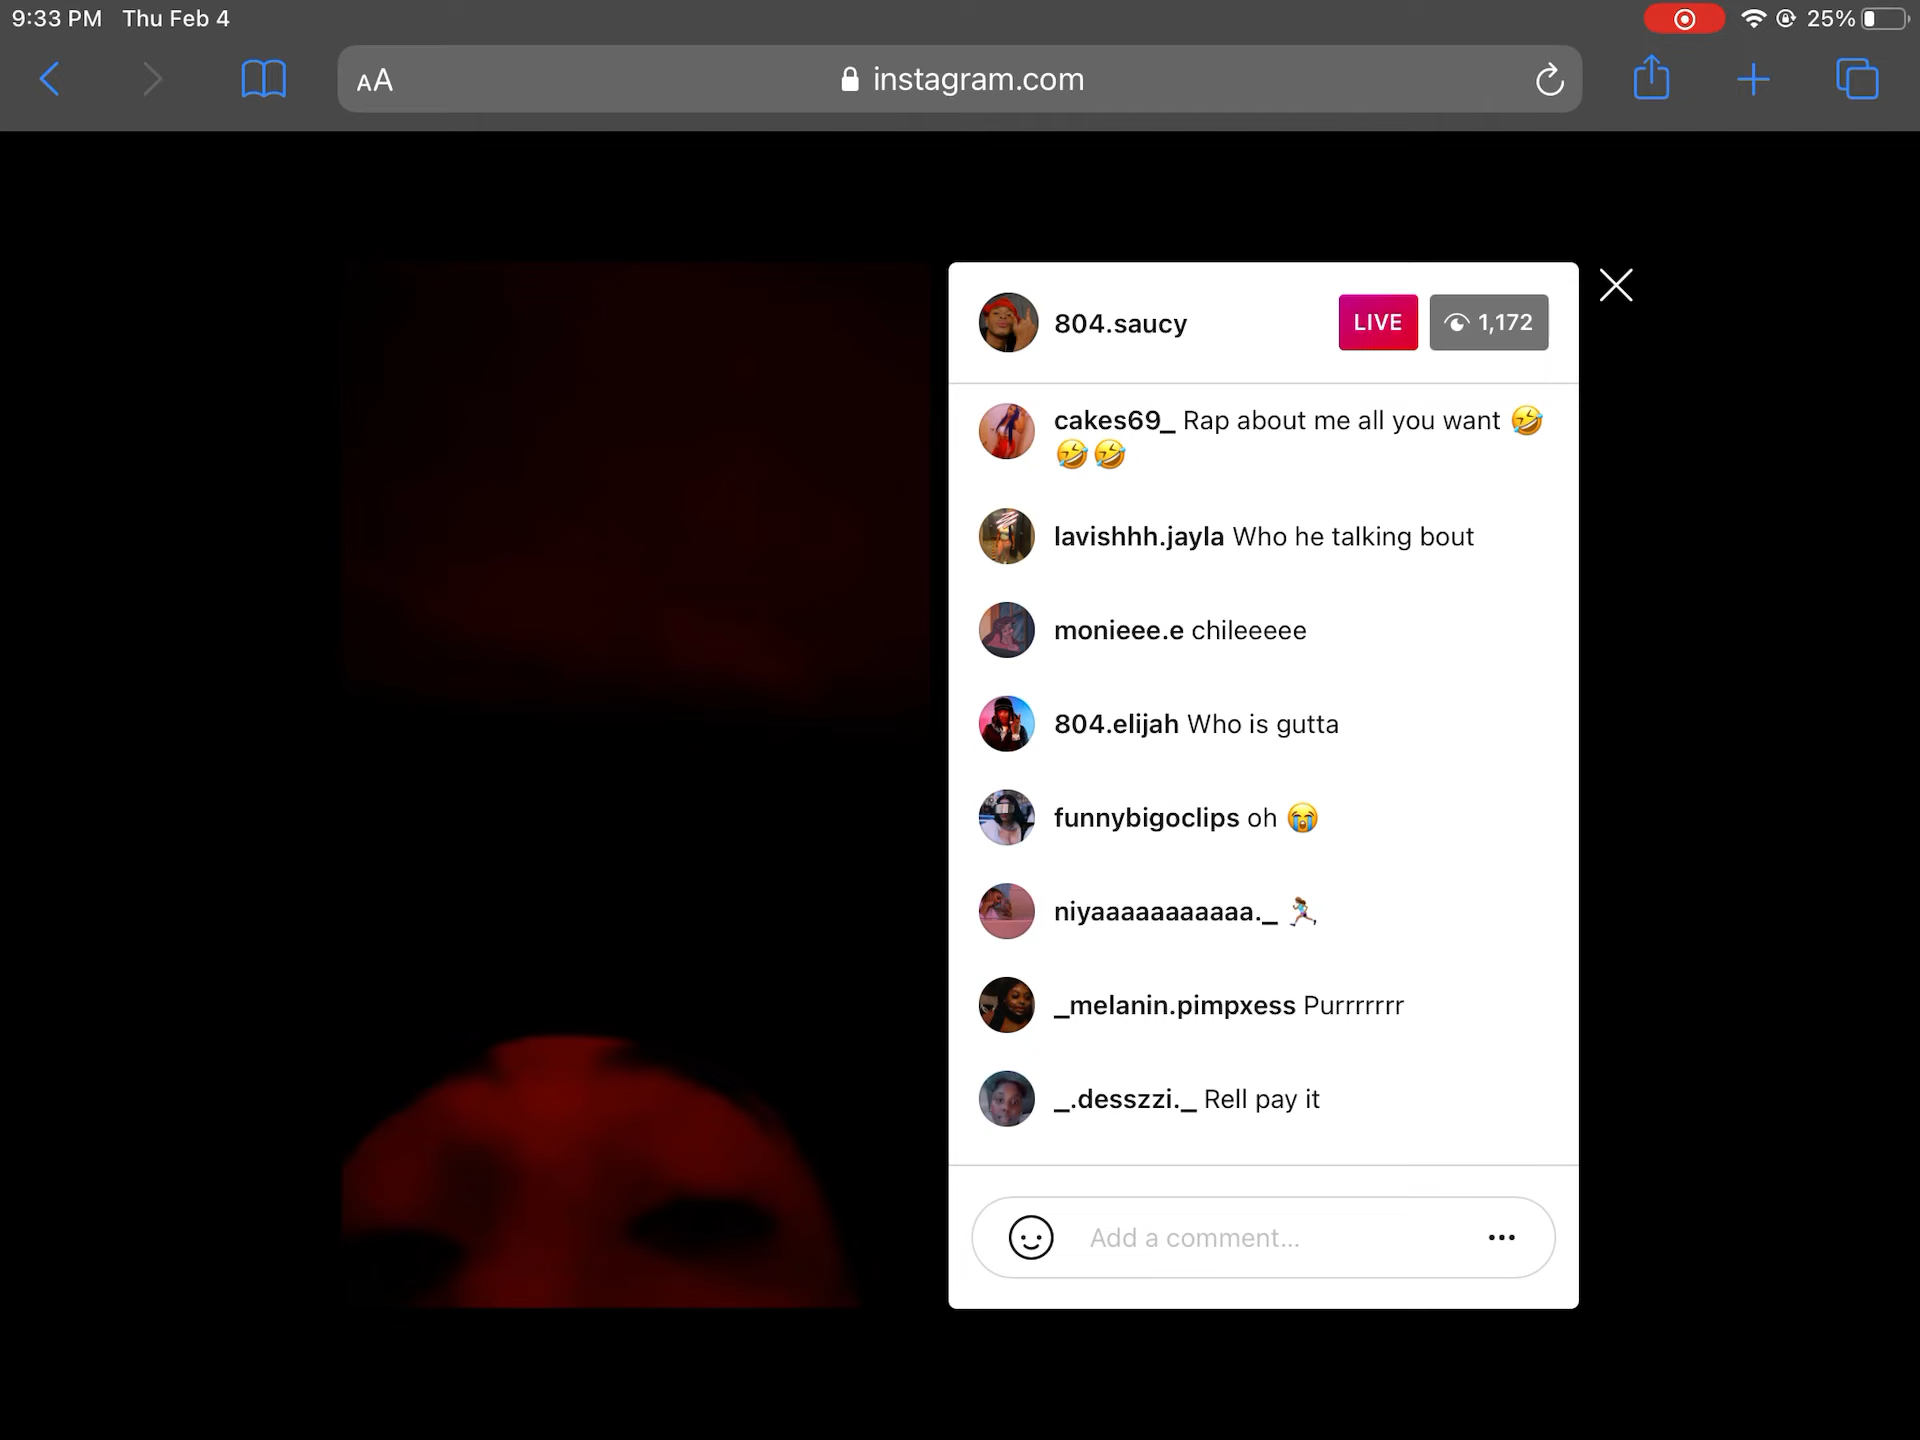 9:33 PM Thu Feb 4
25%
AA
instagram.com
804.saucy
LIVE
1,172
cakes69_ Rap about me all you want 🤣
🤣🤣
lavishhh.jayla Who he talking bout
monieee.e chileeeee
804.elijah Who is gutta
funnybigoclips oh 😭
niyaaaaaaaaaaa._ 🏃🏽‍♀️
_melanin.pimpxess Purrrrrrr
_.desszzi._ Rell pay it
Add a comment...